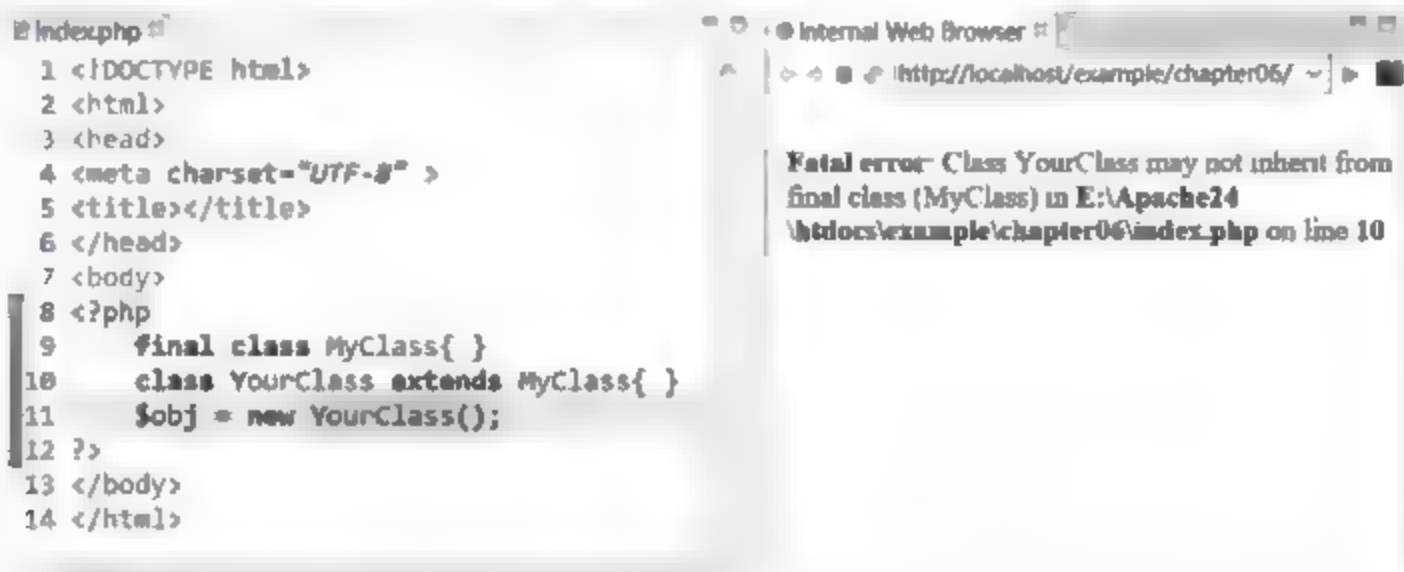 index.php
1 <!DOCTYPE html>
2 <html>
3 <head>
4 <meta charset="UTF-8" >
5 <title></title>
6 </head>
7 <body>
8 <?php
9 final class MyClass{ }
10 class YourClass extends MyClass{ }
11 $obj = new YourClass();
12 ?>
13 </body>
14 </html>
Internal Web Browser
http://localhost/example/chapter06/
Fatal error: Class YourClass may not inherit from
final class (MyClass) in E:\Apache24
\htdocs\example\chapter06\index.php on line 10